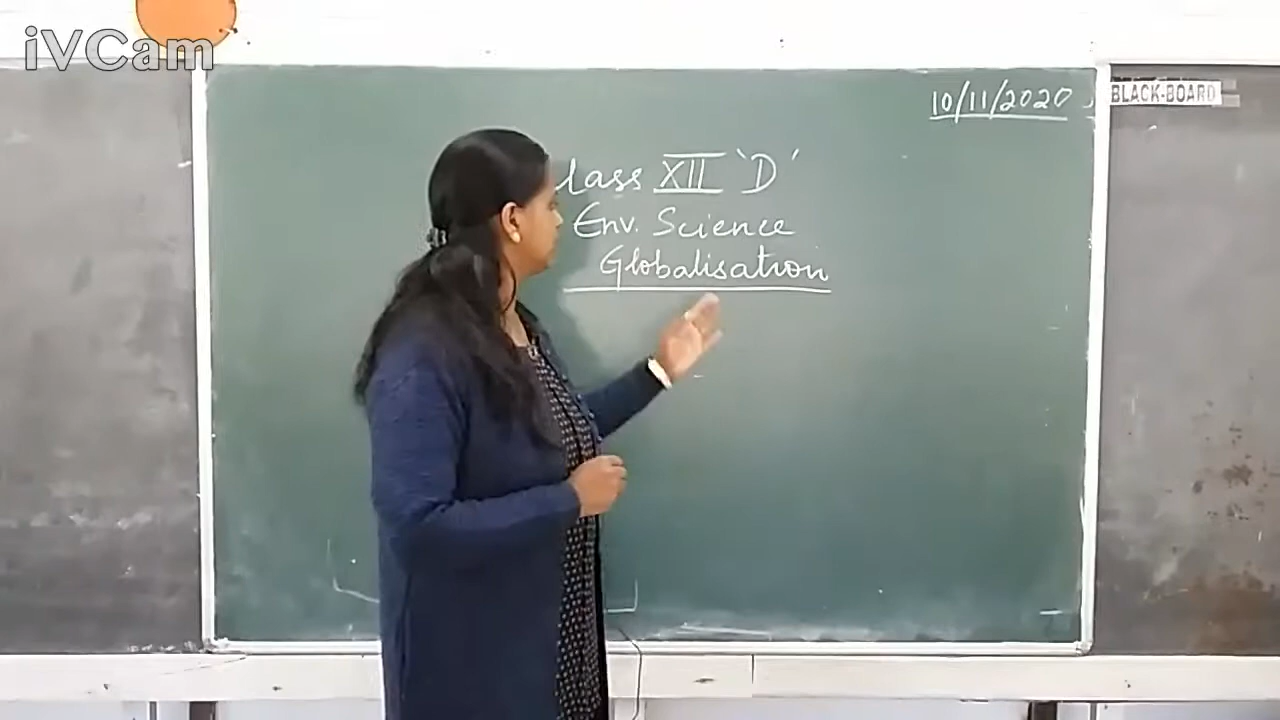 iVCam
10/11/2020
BLACK-BOARD
lass XII 'D'
Env. Science
Globalisation